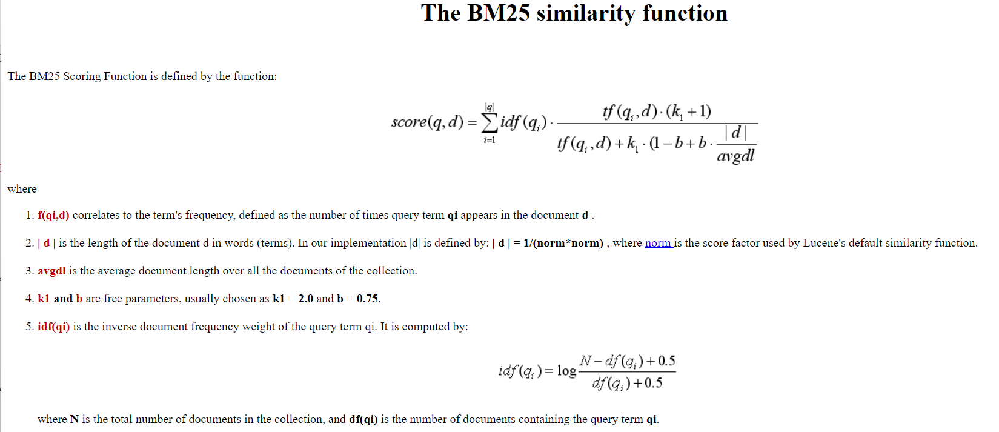 The BM25 similarity function
The BM25 Scoring Function is defined by the function:
score(q,d) = \sum_{i=1}^{|q|} idf(q_i) · \frac{tf(q_i,d)·(k_1+1)}{tf(q_i,d)+k_1·(1−b+b·\frac{|d|}{avgdl}}
where
1. f(qi,d) correlates to the term's frequency, defined as the number of times query term qi appears in the document d .
2. | d | is the length of the document d in words (terms). In our implementation |d| is defined by: | d | = 1/(norm*norm) , where norm is the score factor used by Lucene's default similarity function.
3. avgdl is the average document length over all the documents of the collection.
4. k1 and b are free parameters, usually chosen as k1 = 2.0 and b = 0.75.
5. idf(qi) is the inverse document frequency weight of the query term qi. It is computed by:
idf(q_i) = log \frac{N−df(q_i)+0.5}{df(q_i)+0.5}
where N is the total number of documents in the collection, and df(qi) is the number of documents containing the query term qi.